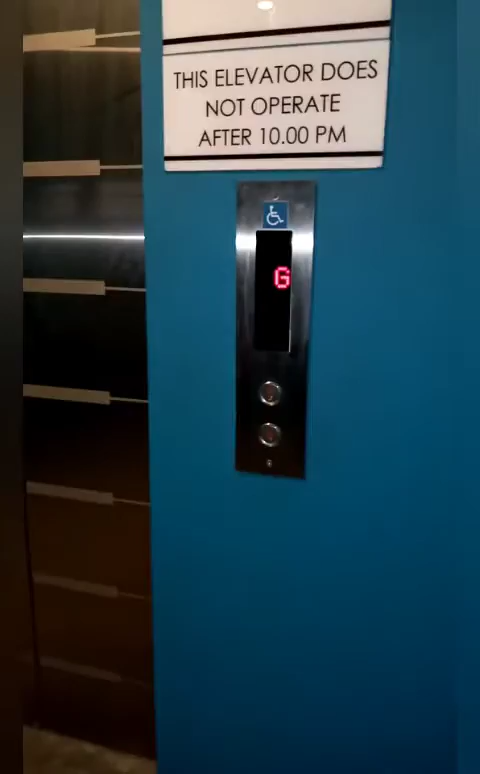 THIS ELEVATOR DOES
NOT OPERATE
AFTER 10.00 PM
G